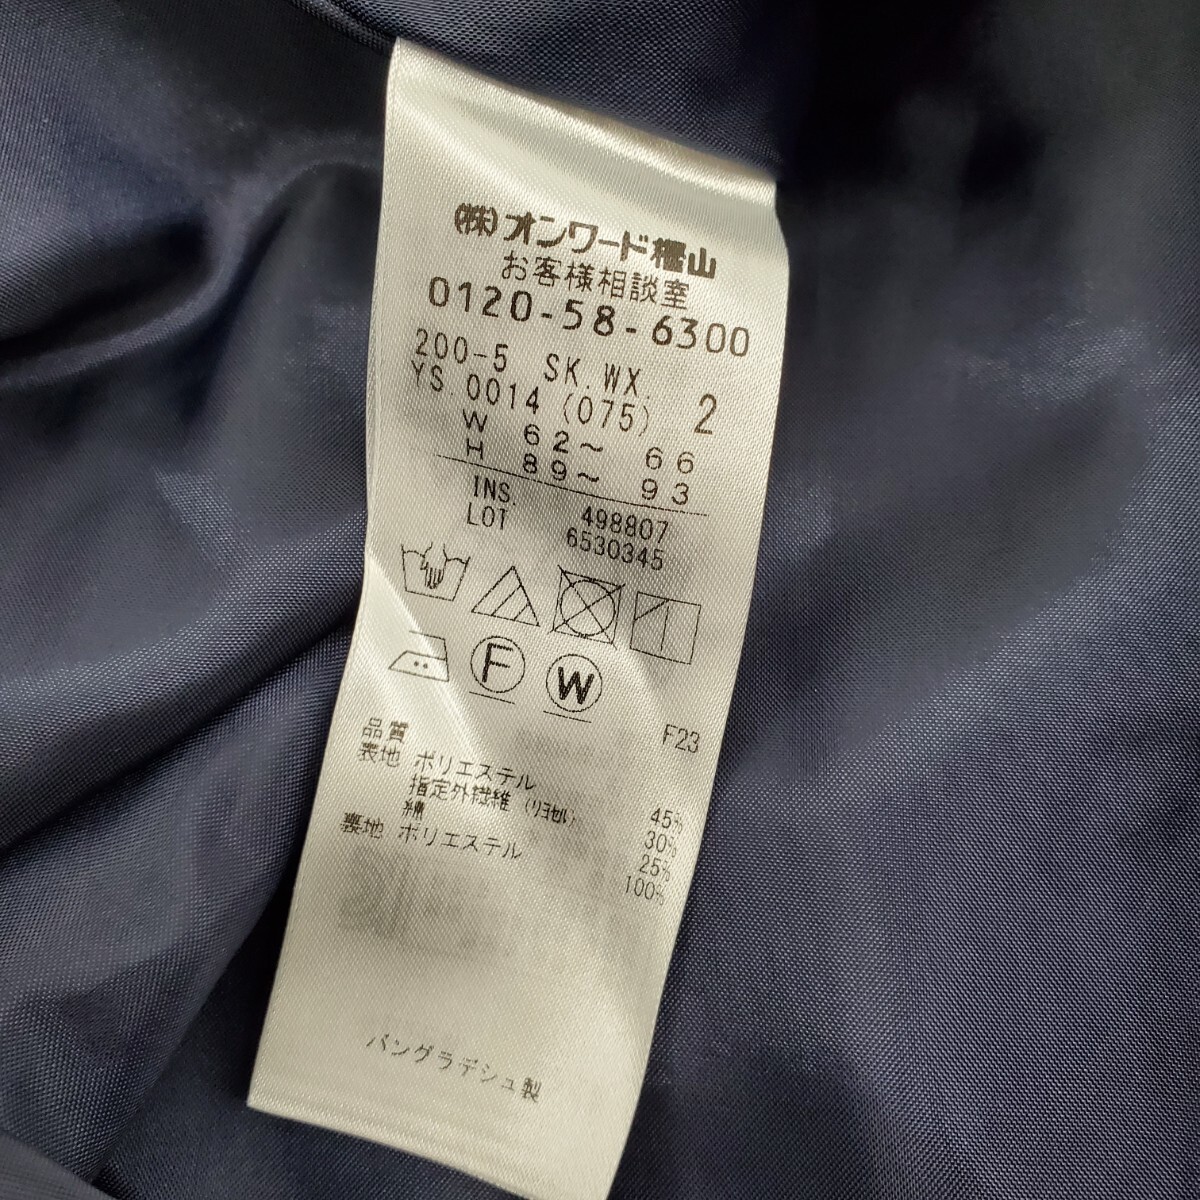 (株)オンワード樫山
お客様相談室
0120-58-6300
200-5 SK.WX.
YS.0014 (075) 2
W 62～ 66
H 89～ 93
INS. 498807
LOT 6530345
F
W
F23
品質
表地 ポリエステル 45%
指定外繊維 (リヨセル) 30%
綿 25%
裏地 ポリエステル 100%
バングラデシュ製